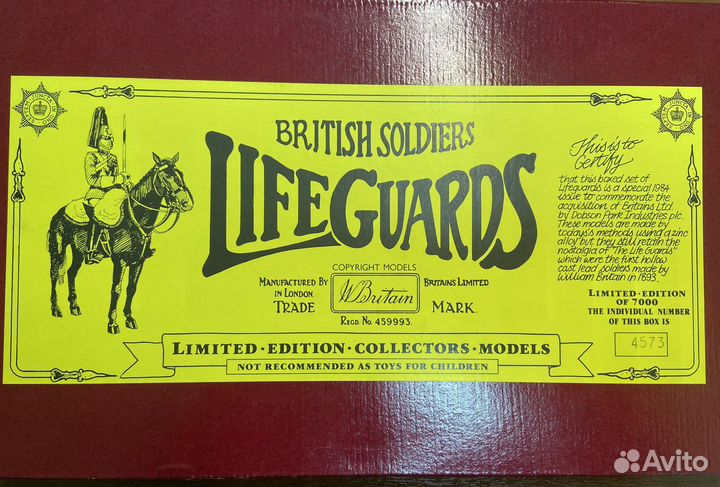 BRITISH SOLDIERS
LIFEGUARDS
COPYRIGHT MODELS
MANUFACTURED BY
IN LONDON.
TRADE
W. Britain
BRITAINS LIMITED
MARK.
REGD. No. 459993.
LIMITED·EDITION·COLLECTORS·MODELS
NOT RECOMMENDED AS TOYS FOR CHILDREN
This is to
Certify
that this boxed set of
Lifeguards is a special 1984
issue to commemorate the
acquisition of Britains Ltd.
by Dobson Park Industries plc.
These models are made by
today's methods using a zinc
alloy but they still retain the
nostalgia of "The Life Guards"
which were the first hollow
cast lead soldiers made by
William Britain in 1893.
LIMITED·EDITION
OF 7000
THE INDIVIDUAL NUMBER
OF THIS BOX IS
4573
Avito